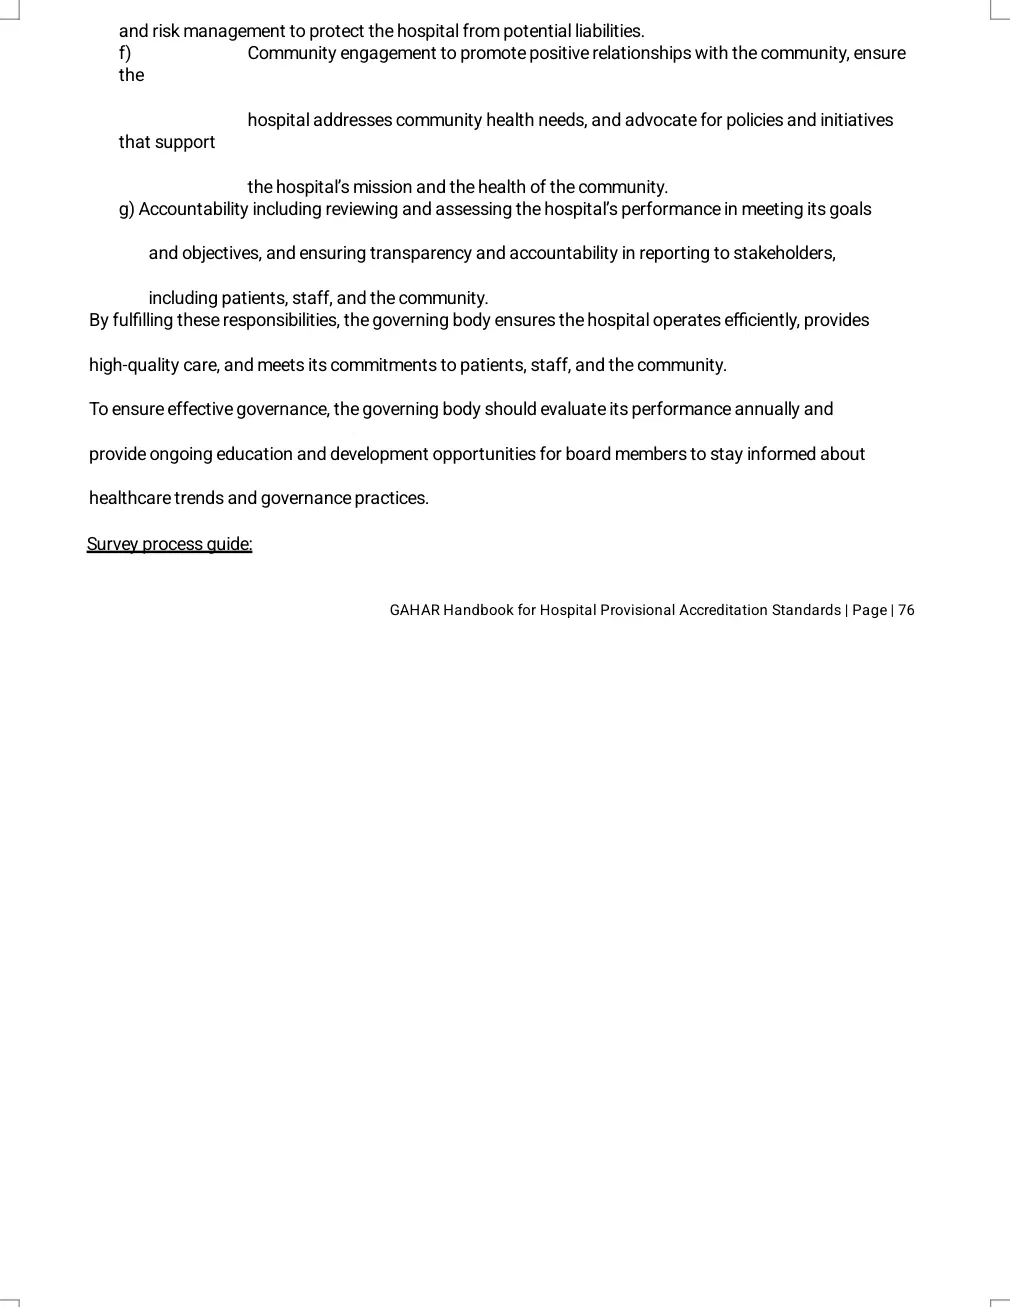 and risk management to protect the hospital from potential liabilities.
f) Community engagement to promote positive relationships with the community, ensure
the
hospital addresses community health needs, and advocate for policies and initiatives
that support
the hospital’s mission and the health of the community.
g) Accountability including reviewing and assessing the hospital’s performance in meeting its goals
and objectives, and ensuring transparency and accountability in reporting to stakeholders,
including patients, staff, and the community.
By fulfilling these responsibilities, the governing body ensures the hospital operates efficiently, provides
high-quality care, and meets its commitments to patients, staff, and the community.
To ensure effective governance, the governing body should evaluate its performance annually and
provide ongoing education and development opportunities for board members to stay informed about
healthcare trends and governance practices.
Survey process guide:
GAHAR Handbook for Hospital Provisional Accreditation Standards | Page | 76